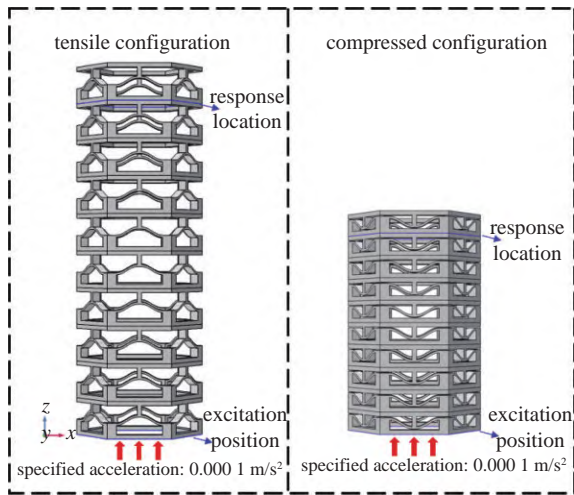 tensile configuration
response
location
z
y x
excitation
position
specified acceleration: 0.000 1 m/s²
compressed configuration
response
location
excitation
position
specified acceleration: 0.000 1 m/s²